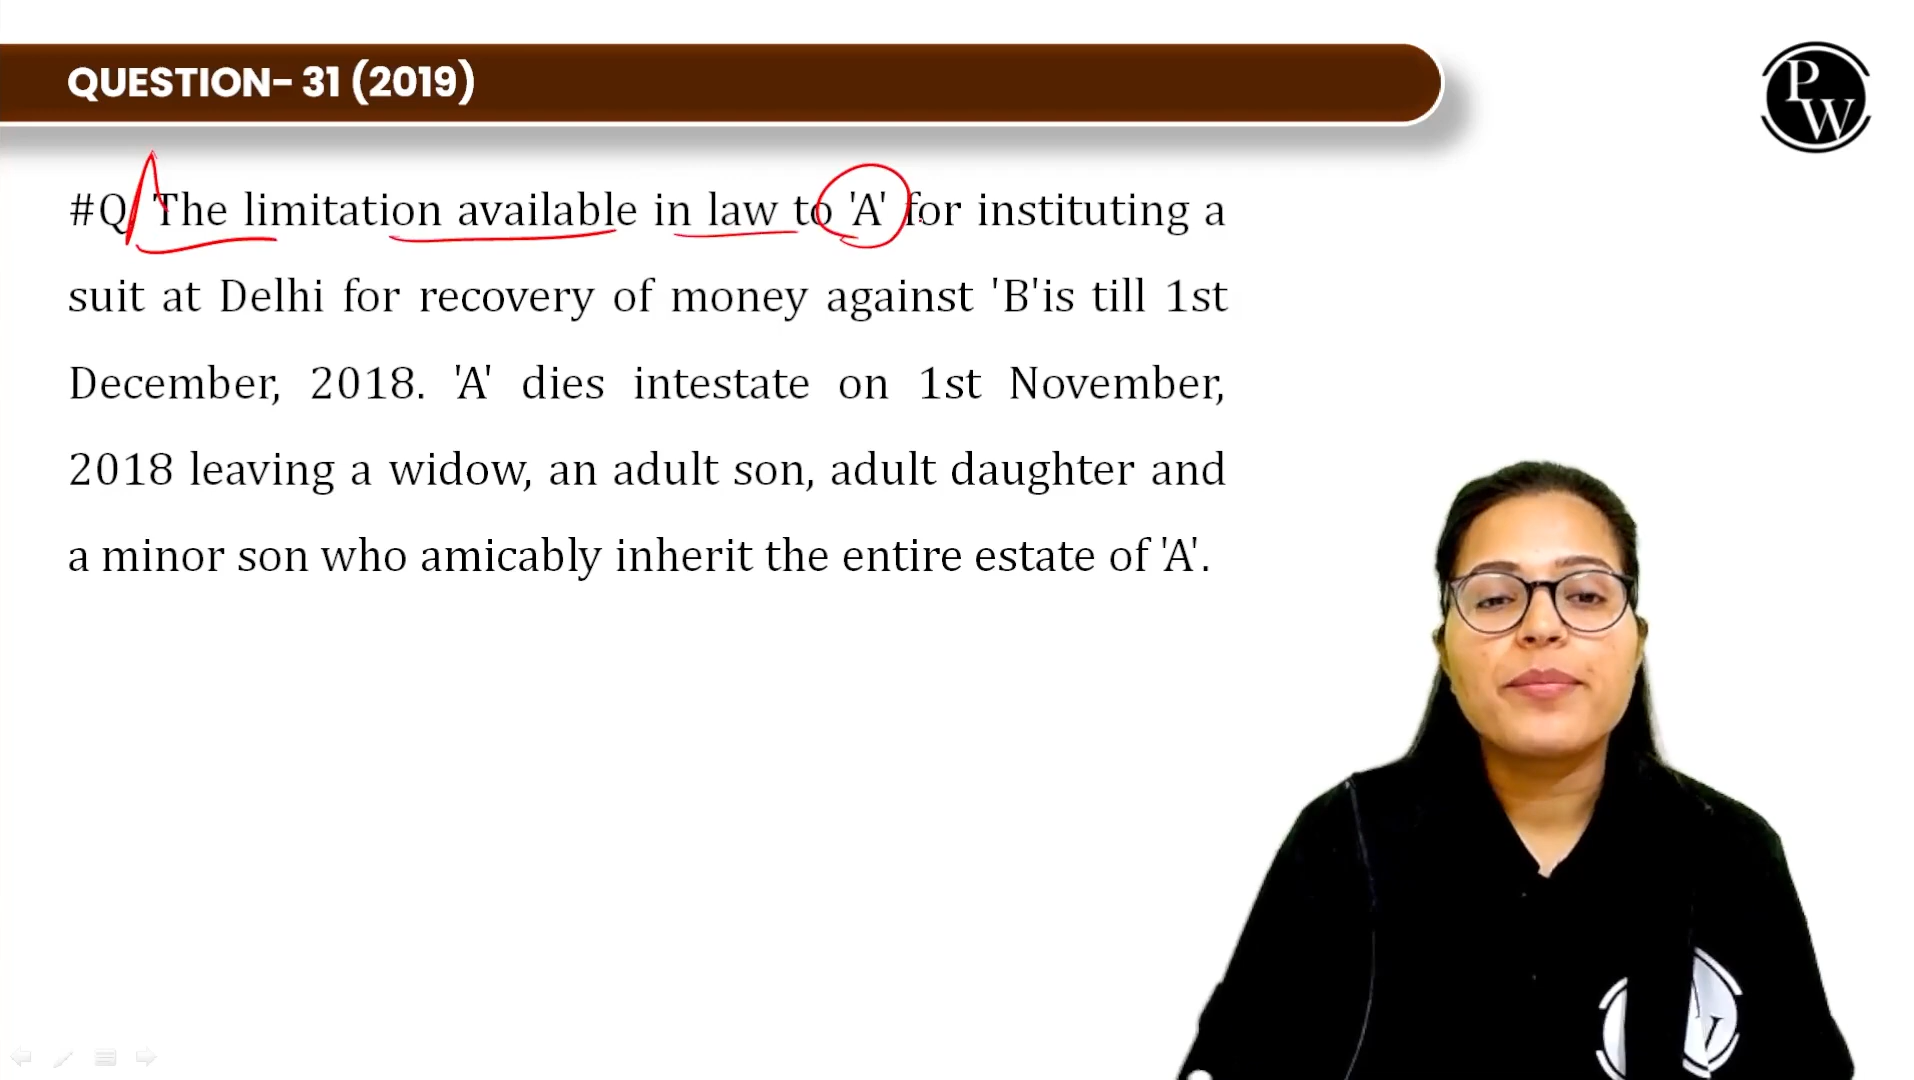 QUESTION- 31 (2019)
P
W
#Q The limitation available in law to 'A' for instituting a
suit at Delhi for recovery of money against 'B'is till 1st
December, 2018. 'A' dies intestate on 1st November,
2018 leaving a widow, an adult son, adult daughter and
a minor son who amicably inherit the entire estate of 'A'.